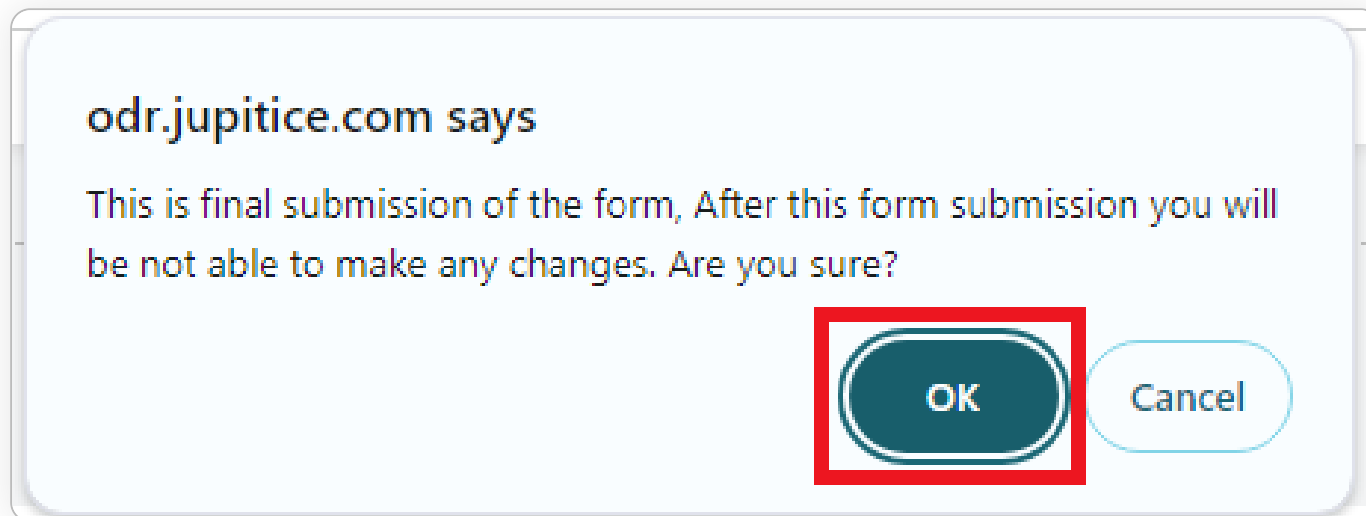 odr.jupitice.com says
This is final submission of the form, After this form submission you will
be not able to make any changes. Are you sure?
OK
Cancel